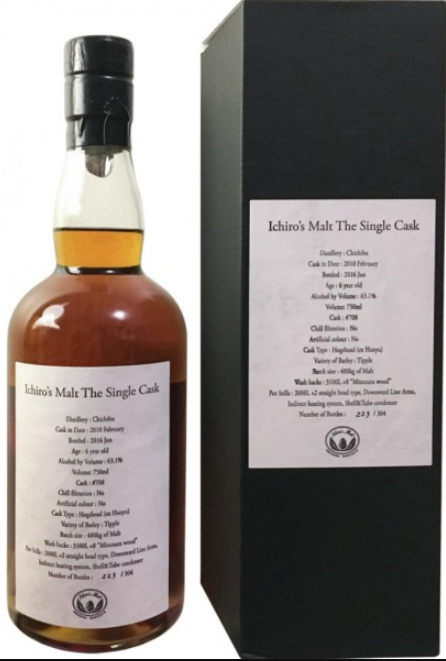 Ichiro's Malt The Single Cask
Distillery : Chichibu
Cask in Date : 2010 February
Bottled : 2016 Jun
Age : 6 year old
Alcohol by Volume : 63.1%
Volume: 750ml
Cask : #708
Chill filtration : No
Artificial colour : No
Cask Type : Hogshead (ex Hanyu)
Variety of Barley : Tipple
Batch size : 400kg of Malt
Wash backs : 3100L x8 "Mizunara wood"
Pot Stills : 2000L x2 straight head type, Downward Line Arms,
Indirect heating system, Shell&Tube condenser
Number of Bottles : 223 / 304
Ichiro's Malt
Ichiro's Malt The Single Cask
Distillery : Chichibu
Cask in Date : 2010 February
Bottled : 2016 Jun
Age : 6 year old
Alcohol by Volume : 63.1%
Volume: 750ml
Cask : #708
Chill filtration : No
Artificial colour : No
Cask Type : Hogshead (ex Hanyu)
Variety of Barley : Tipple
Batch size : 400kg of Malt
Wash backs : 3100L x8 "Mizunara wood"
Pot Stills : 2000L x2 straight head type, Downward Line Arms,
Indirect heating system, Shell&Tube condenser
Number of Bottles : 223 / 304
Ichiro's Malt